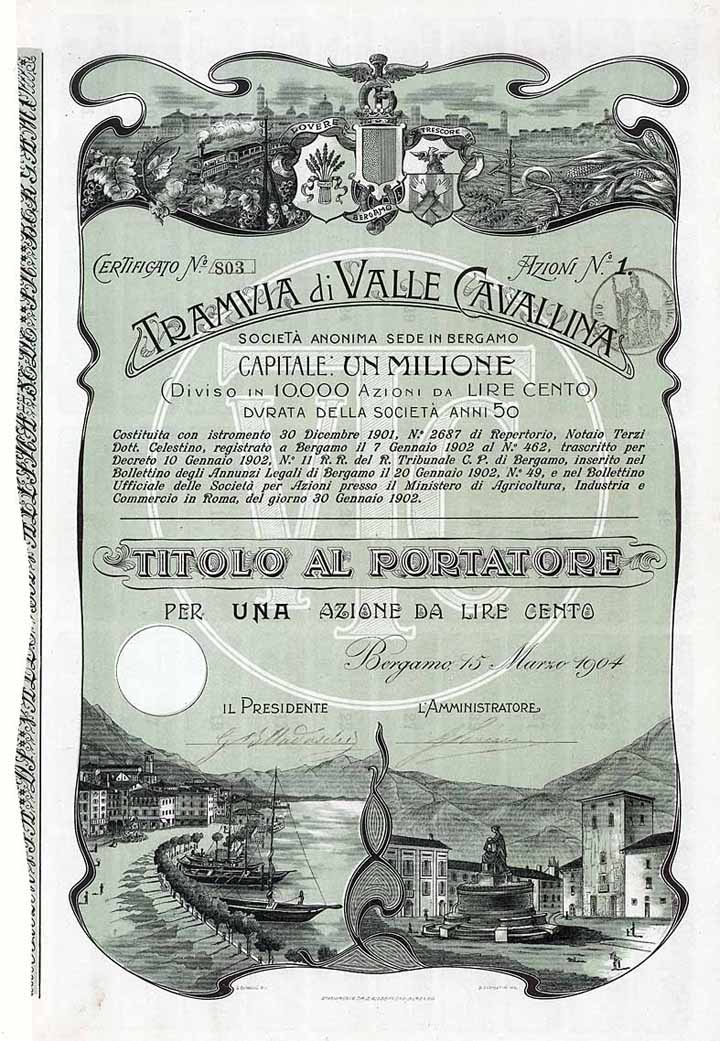 LOVERE
TRESCORE
BERGAMO
CERTIFICATO N.º 803
AZIONI N.º 1.
TRAMVIA di VALLE CAVALLINA
SOCIETÀ ANONIMA SEDE IN BERGAMO
CAPITALE: UN MILIONE
(DIVISO IN 10.000 AZIONI DA LIRE CENTO)
DVRATA DELLA SOCIETÀ ANNI 50
Costituita con istromento 30 Dicembre 1901, N.º 2687 di Repertorio, Notaio Terzi
Dott. Celestino, registrato a Bergamo il 7 Gennaio 1902 al N.º 462, trascritto per
Decreto 10 Gennaio 1902, N.º 11 R. R. del R. Tribunale C. P. di Bergamo, inserito nel
Bollettino degli Annunzi Legali di Bergamo il 20 Gennaio 1902, N.º 49, e nel Bollettino
Ufficiale delle Società per Azioni presso il Ministero di Agricoltura, Industria e
Commercio in Roma, del giorno 30 Gennaio 1902.
TITOLO AL PORTATORE
PER UNA AZIONE DA LIRE CENTO
Bergamo, 15 Marzo 1904
IL PRESIDENTE
L'AMMINISTRATORE